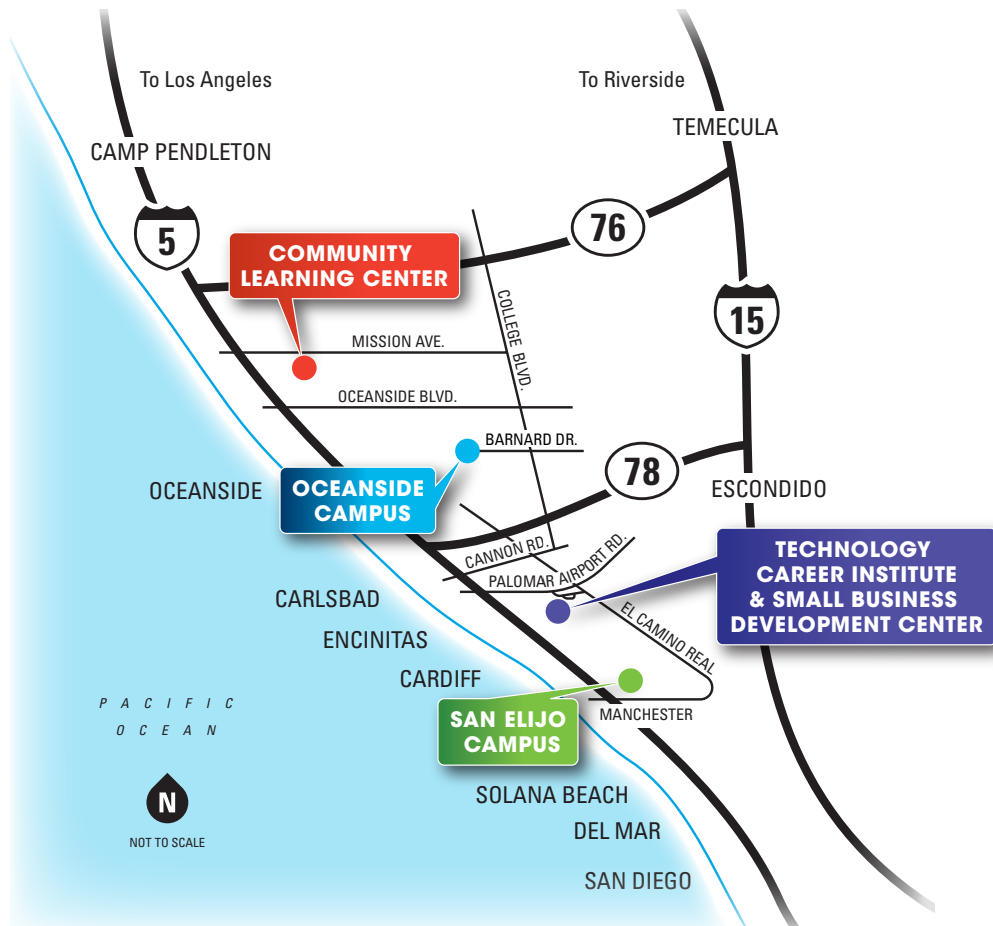 To Los Angeles
To Riverside
TEMECULA
CAMP PENDLETON
5
76
COMMUNITY
LEARNING CENTER
COLLEGE BLVD.
15
MISSION AVE.
OCEANSIDE BLVD.
BARNARD DR.
78
OCEANSIDE
OCEANSIDE
CAMPUS
ESCONDIDO
CANNON RD.
PALOMAR AIRPORT RD.
TECHNOLOGY
CAREER INSTITUTE
& SMALL BUSINESS
DEVELOPMENT CENTER
CARLSBAD
EL CAMINO REAL
ENCINITAS
CARDIFF
PACIFIC
OCEAN
SAN ELIJO
CAMPUS
MANCHESTER
N
NOT TO SCALE
SOLANA BEACH
DEL MAR
SAN DIEGO